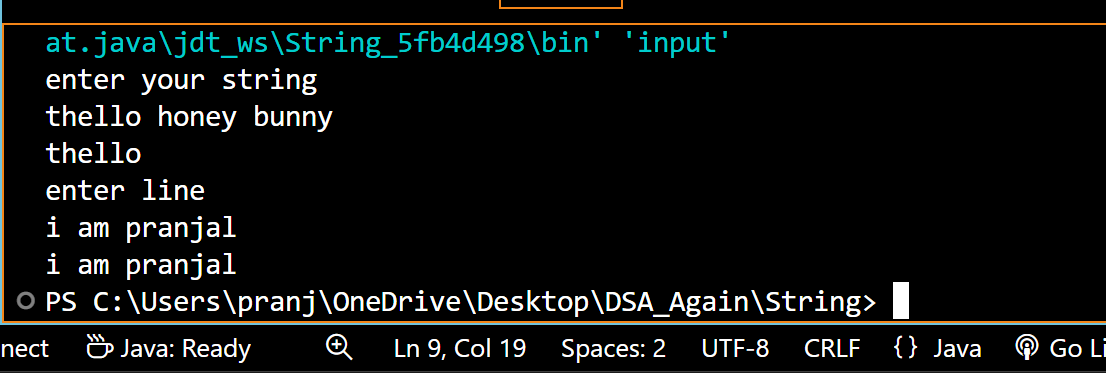 at.java\jdt_ws\String_5fb4d498\bin' 'input'
enter your string
thello honey bunny
thello
enter line
i am pranjal
i am pranjal
PS C:\Users\pranj\OneDrive\Desktop\DSA_Again\String>
nect Java: Ready Ln 9, Col 19 Spaces: 2 UTF-8 CRLF {} Java Go Li